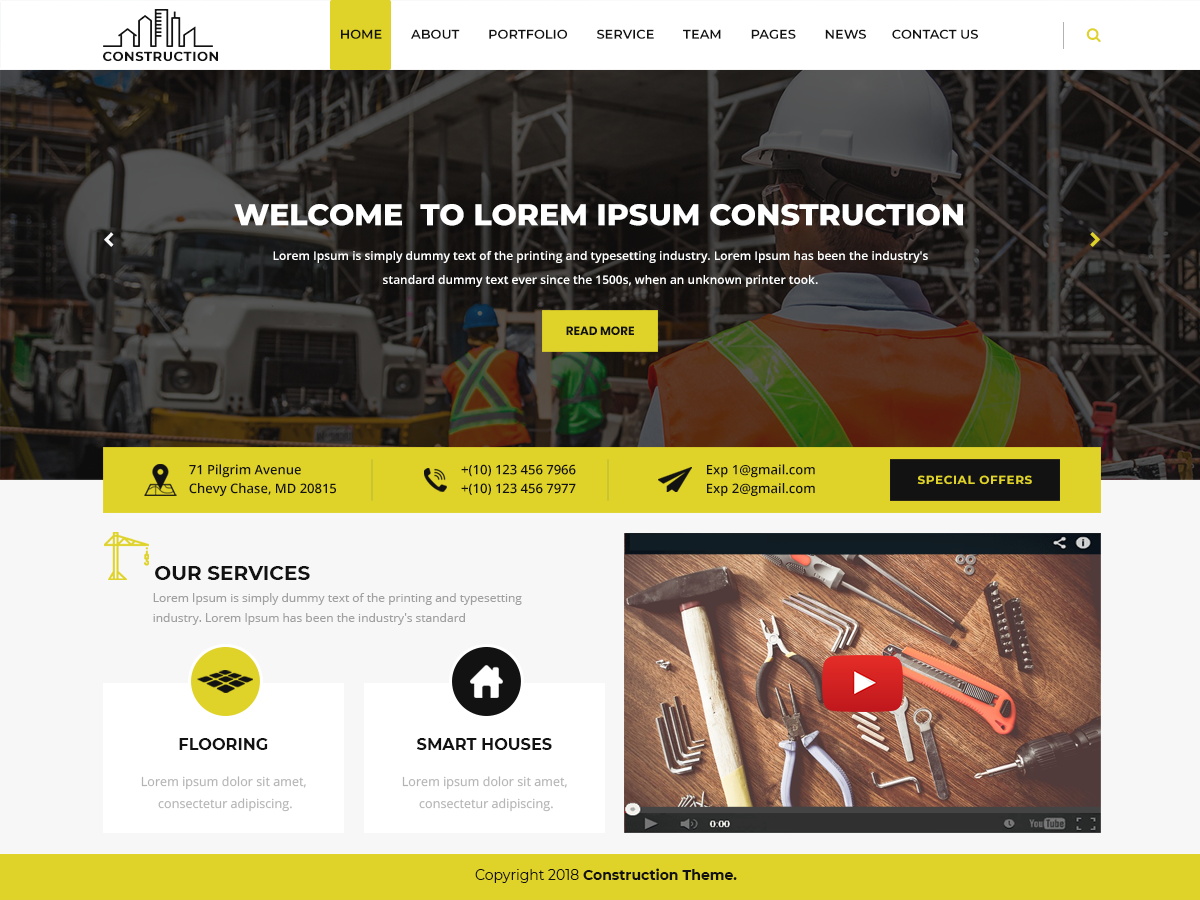 CONSTRUCTION
HOME ABOUT PORTFOLIO SERVICE TEAM PAGES NEWS CONTACT US
WELCOME TO LOREM IPSUM CONSTRUCTION
Lorem Ipsum is simply dummy text of the printing and typesetting industry. Lorem Ipsum has been the industry's
standard dummy text ever since the 1500s, when an unknown printer took.
READ MORE
71 Pilgrim Avenue
Chevy Chase, MD 20815
+(10) 123 456 7966
+(10) 123 456 7977
Exp 1@gmail.com
Exp 2@gmail.com
SPECIAL OFFERS
OUR SERVICES
Lorem Ipsum is simply dummy text of the printing and typesetting
industry. Lorem Ipsum has been the industry's standard
FLOORING
Lorem ipsum dolor sit amet,
consectetur adipiscing.
SMART HOUSES
Lorem ipsum dolor sit amet,
consectetur adipiscing.
0:00
YouTube
Copyright 2018 Construction Theme.